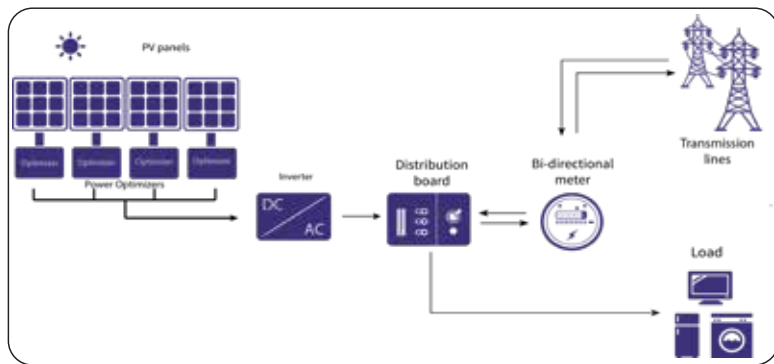 PV panels
Optimizer
Optimizer
Optimizer
Optimizer
Power Optimizers
Inverter
DC
AC
Distribution
board
Bi-directional
meter
Transmission
lines
Load